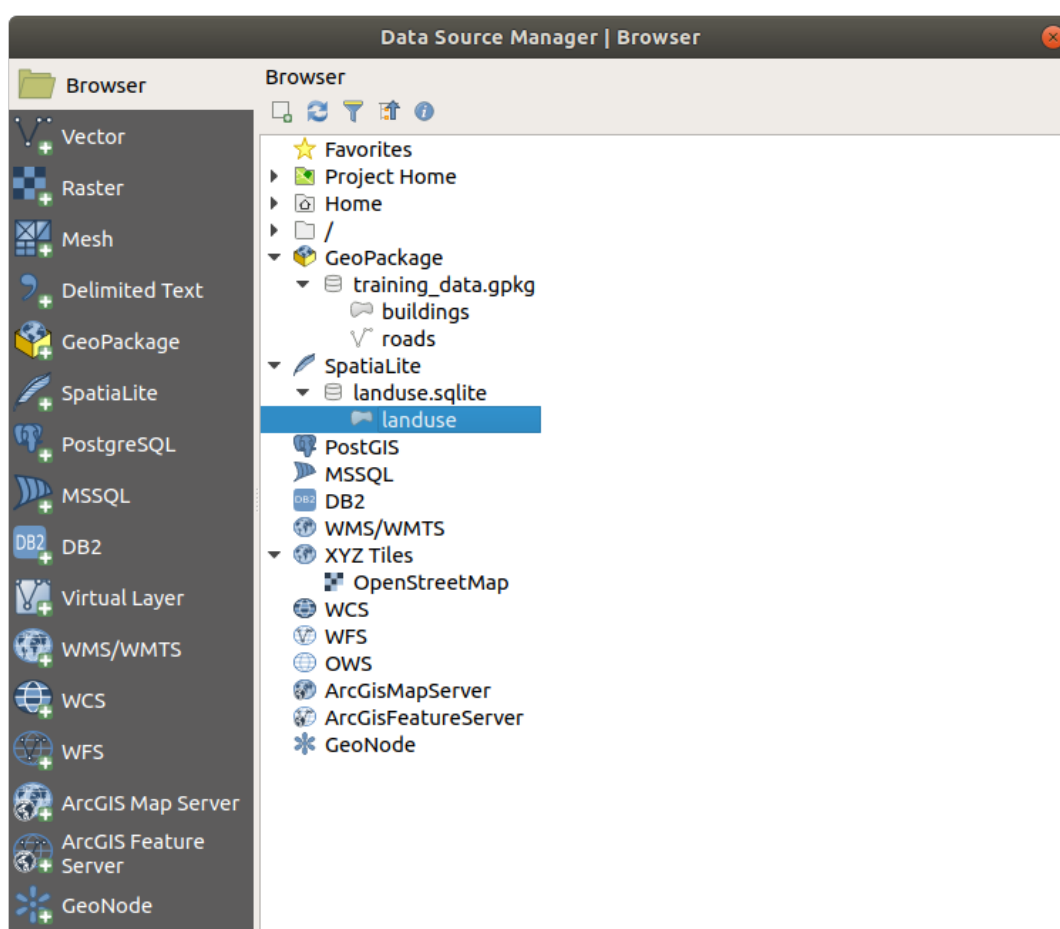 Data Source Manager | Browser
Browser
Vector
Raster
Mesh
Delimited Text
GeoPackage
SpatiaLite
PostgreSQL
MSSQL
DB2
DB2
Virtual Layer
WMS/WMTS
WCS
WFS
ArcGIS Map Server
ArcGIS Feature
Server
GeoNode
Browser
Favorites
Project Home
Home
/
GeoPackage
training_data.gpkg
buildings
roads
SpatiaLite
landuse.sqlite
landuse
PostGIS
MSSQL
DB2 DB2
WMS/WMTS
XYZ Tiles
OpenStreetMap
WCS
WFS
OWS
ArcGisMapServer
ArcGisFeatureServer
GeoNode